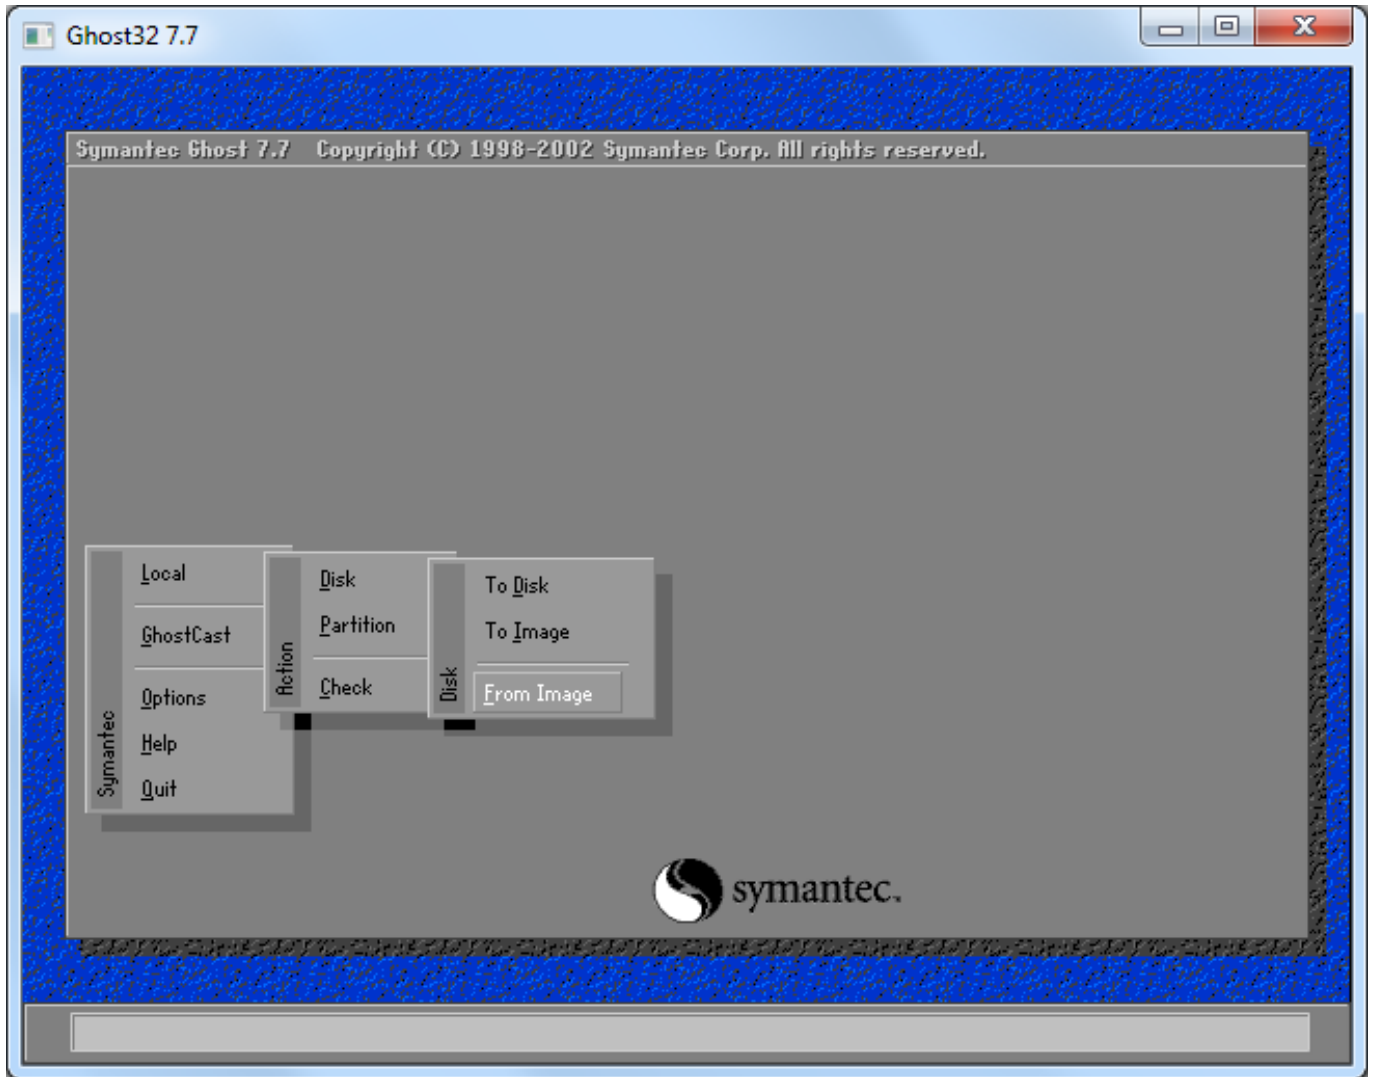 Ghost32 7.7
Symantec Ghost 7.7 Copyright (C) 1998-2002 Symantec Corp. All rights reserved.
Symantec
Local
GhostCast
Options
Help
Quit
Action
Disk
Partition
Check
Disk
To Disk
To Image
From Image
symantec.